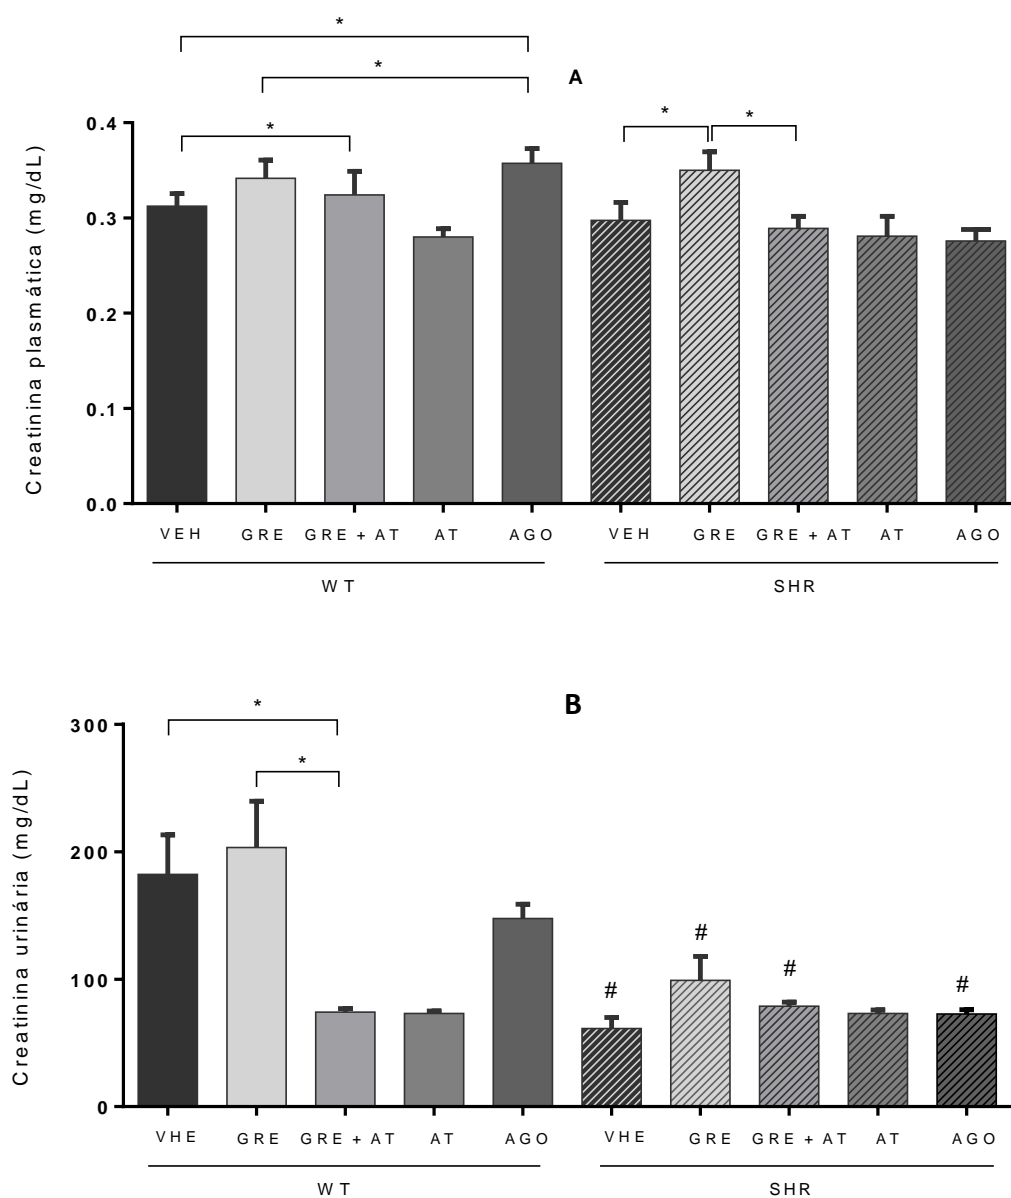 *
*
A
* * *
Creatinina plasmática (mg/dL)
0.4
0.3
0.2
0.1
0.0
VEH GRE GRE + AT AT AGO VEH GRE GRE + AT AT AGO
WT SHR
B
*
*
Creatinina urinária (mg/dL)
300
200
100
0
# # # #
VHE GRE GRE + AT AT AGO VHE GRE GRE + AT AT AGO
WT SHR